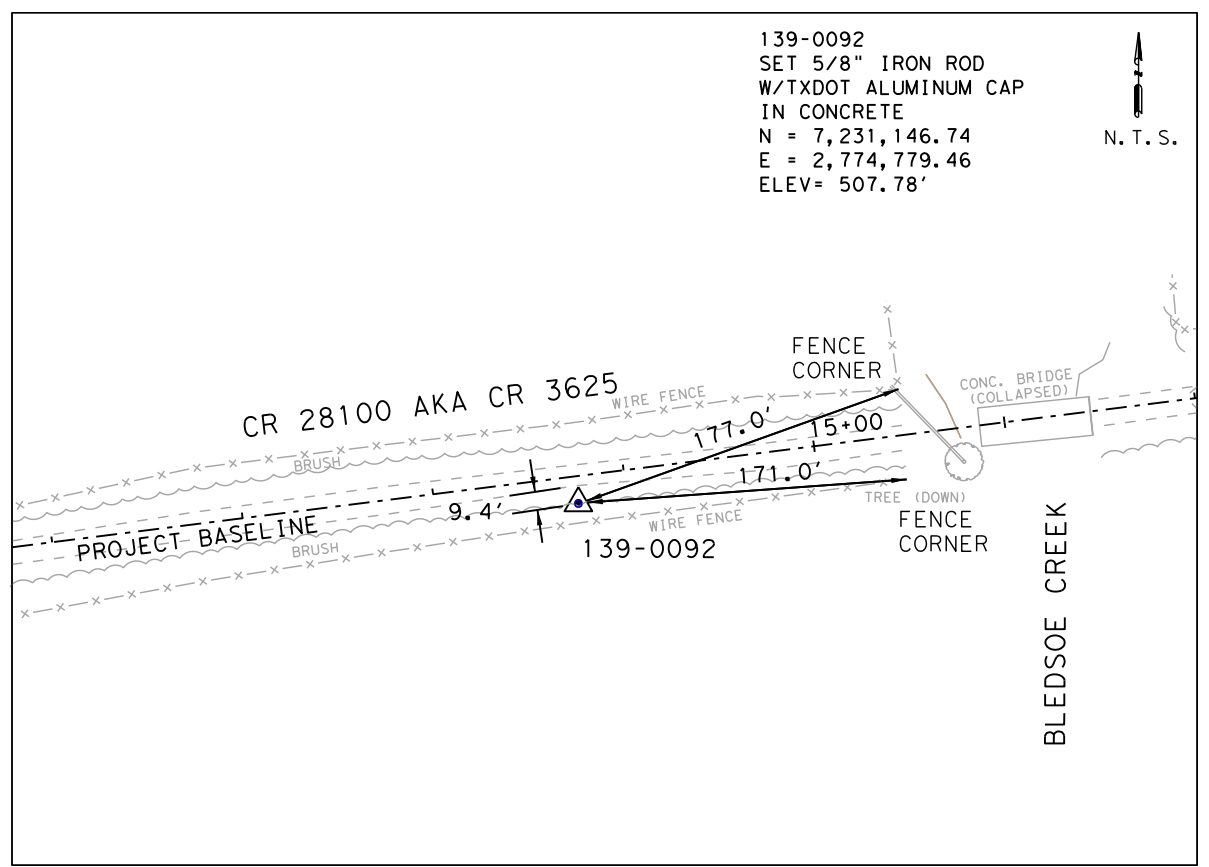 139-0092
SET 5/8" IRON ROD
W/TXDOT ALUMINUM CAP
IN CONCRETE
N = 7,231,146.74
E = 2,774,779.46
ELEV= 507.78'
N
N.T.S.
FENCE
CORNER
CONC. BRIDGE
(COLLAPSED)
CR 28100 AKA CR 3625
WIRE FENCE
177.0'
15+00
BRUSH
171.0'
9.4'
TREE (DOWN)
WIRE FENCE
FENCE
CORNER
PROJECT BASELINE
BRUSH
139-0092
BLEDSOE CREEK